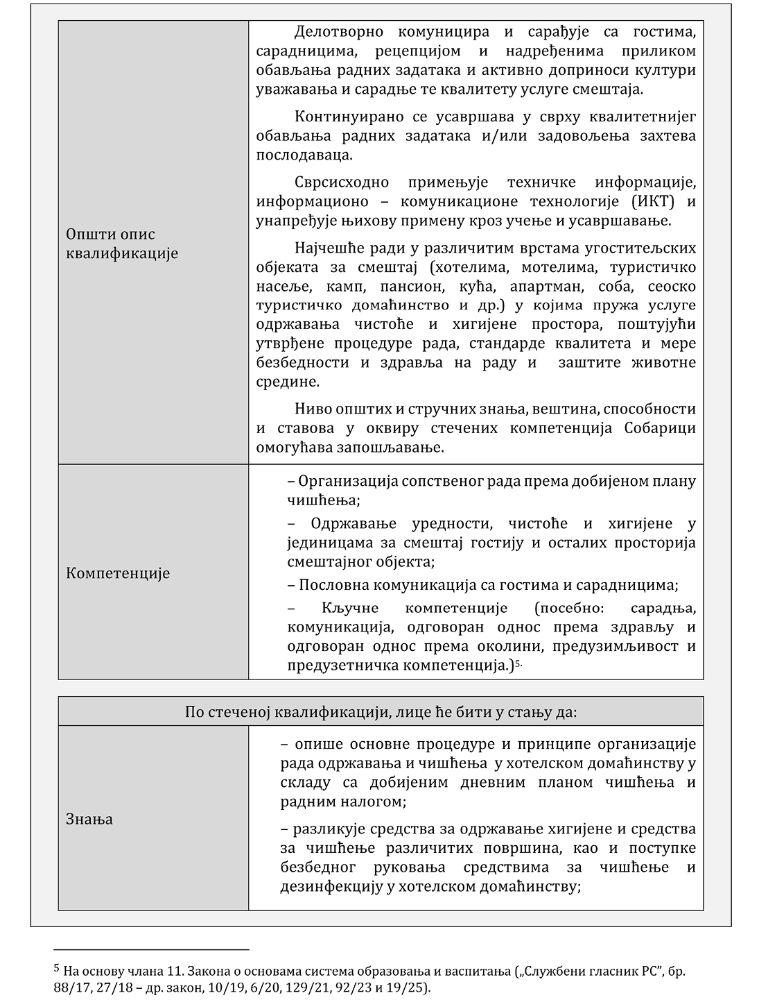 Општи опис
квалификације
Делотворно комуницира и сарађује са гостима,
сарадницима, рецепцијом и надређенима приликом
обављања радних задатака и активно доприноси култури
уважавања и сарадње те квалитету услуге смештаја.
Континуирано се усавршава у сврху квалитетнијег
обављања радних задатака и/или задовољења захтева
послодаваца.
Сврсисходно примењује техничке информације,
информационо – комуникационе технологије (ИКТ) и
унапређује њихову примену кроз учење и усавршавање.
Најчешће ради у различитим врстама угоститељских
објеката за смештај (хотелима, мотелима, туристичко
насеље, камп, пансион, кућа, апартман, соба, сеоско
туристичко домаћинство и др.) у којима пружа услуге
одржавања чистоће и хигијене простора, поштујући
утврђене процедуре рада, стандарде квалитета и мере
безбедности и здравља на раду и заштите животне
средине.
Ниво општих и стручних знања, вештина, способности
и ставова у оквиру стечених компетенција Собарици
омогућава запошљавање.
Компетенције
– Организација сопственог рада према добијеном плану
чишћења;
– Одржавање уредности, чистоће и хигијене у
јединицама за смештај гостију и осталих просторија
смештајног објекта;
– Пословна комуникација са гостима и сарадницима;
– Кључне компетенције (посебно: сарадња,
комуникација, одговоран однос према здрављу и
одговоран однос према околини, предузимљивост и
предузетничка компетенција.)5.
По стеченој квалификацији, лице ће бити у стању да:
Знања
– опише основне процедуре и принципе организације
рада одржавања и чишћења у хотелском домаћинству у
складу са добијеним дневним планом чишћења и
радним налогом;
– разликује средства за одржавање хигијене и средства
за чишћење различитих површина, као и поступке
безбедног руковања средствима за чишћење и
дезинфекцију у хотелском домаћинству;
5 На основу члана 11. Закона о основама система образовања и васпитања („Службени гласник РС”, бр.
88/17, 27/18 – др. закон, 10/19, 6/20, 129/21, 92/23 и 19/25).